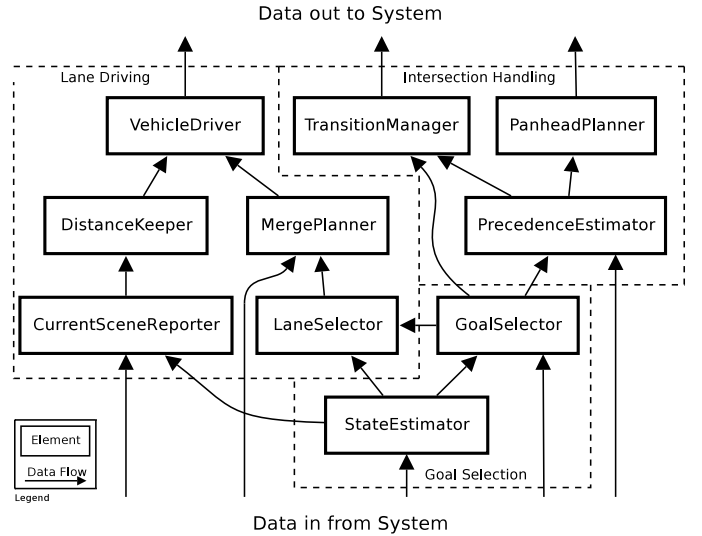 Data out to System
Lane Driving
Intersection Handling
VehicleDriver
TransitionManager
PanheadPlanner
DistanceKeeper
MergePlanner
PrecedenceEstimator
CurrentSceneReporter
LaneSelector
GoalSelector
StateEstimator
Goal Selection
Element
Data Flow
Legend
Data in from System